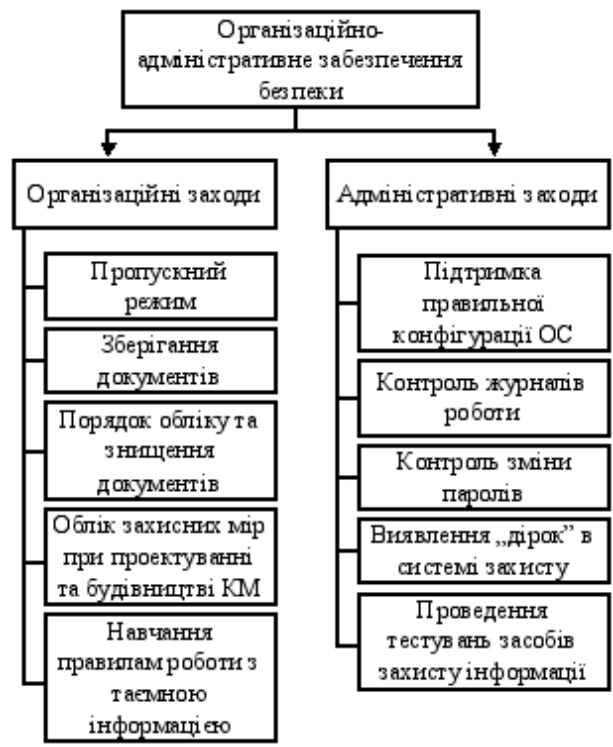 Організаційно-
адміністративне забезпечення
безпеки
Організаційні заходи
Пропускний
режим
Зберігання
документів
Порядок обліку та
знищення
документів
Облік захисних мір
при проектуванні
та будівництві КМ
Навчання
правилам роботи з
таємною
інформацією
Адміністративні заходи
Підтримка
правильної
конфігурації ОС
Контроль журналів
роботи
Контроль зміни
паролів
Виявлення „дірок” в
системі захисту
Проведення
тестувань засобів
захисту інформації